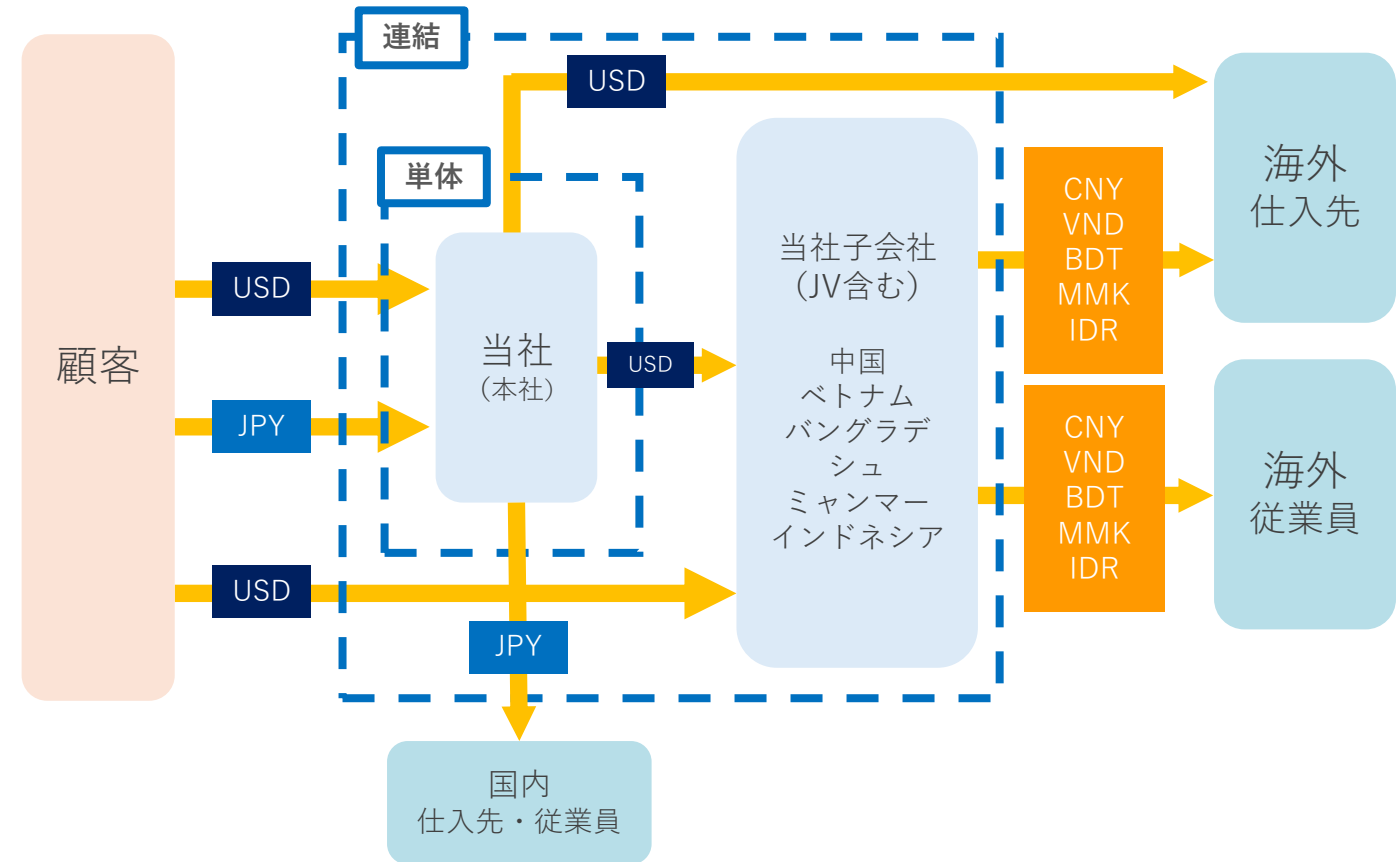 連結
USD
単体
顧客
USD
JPY
USD
当社
(本社)
USD
JPY
当社子会社
(JV含む)
中国
ベトナム
バングラデ
シュ
ミャンマー
インドネシア
CNY
VND
BDT
MMK
IDR
CNY
VND
BDT
MMK
IDR
海外
仕入先
海外
従業員
国内
仕入先・従業員